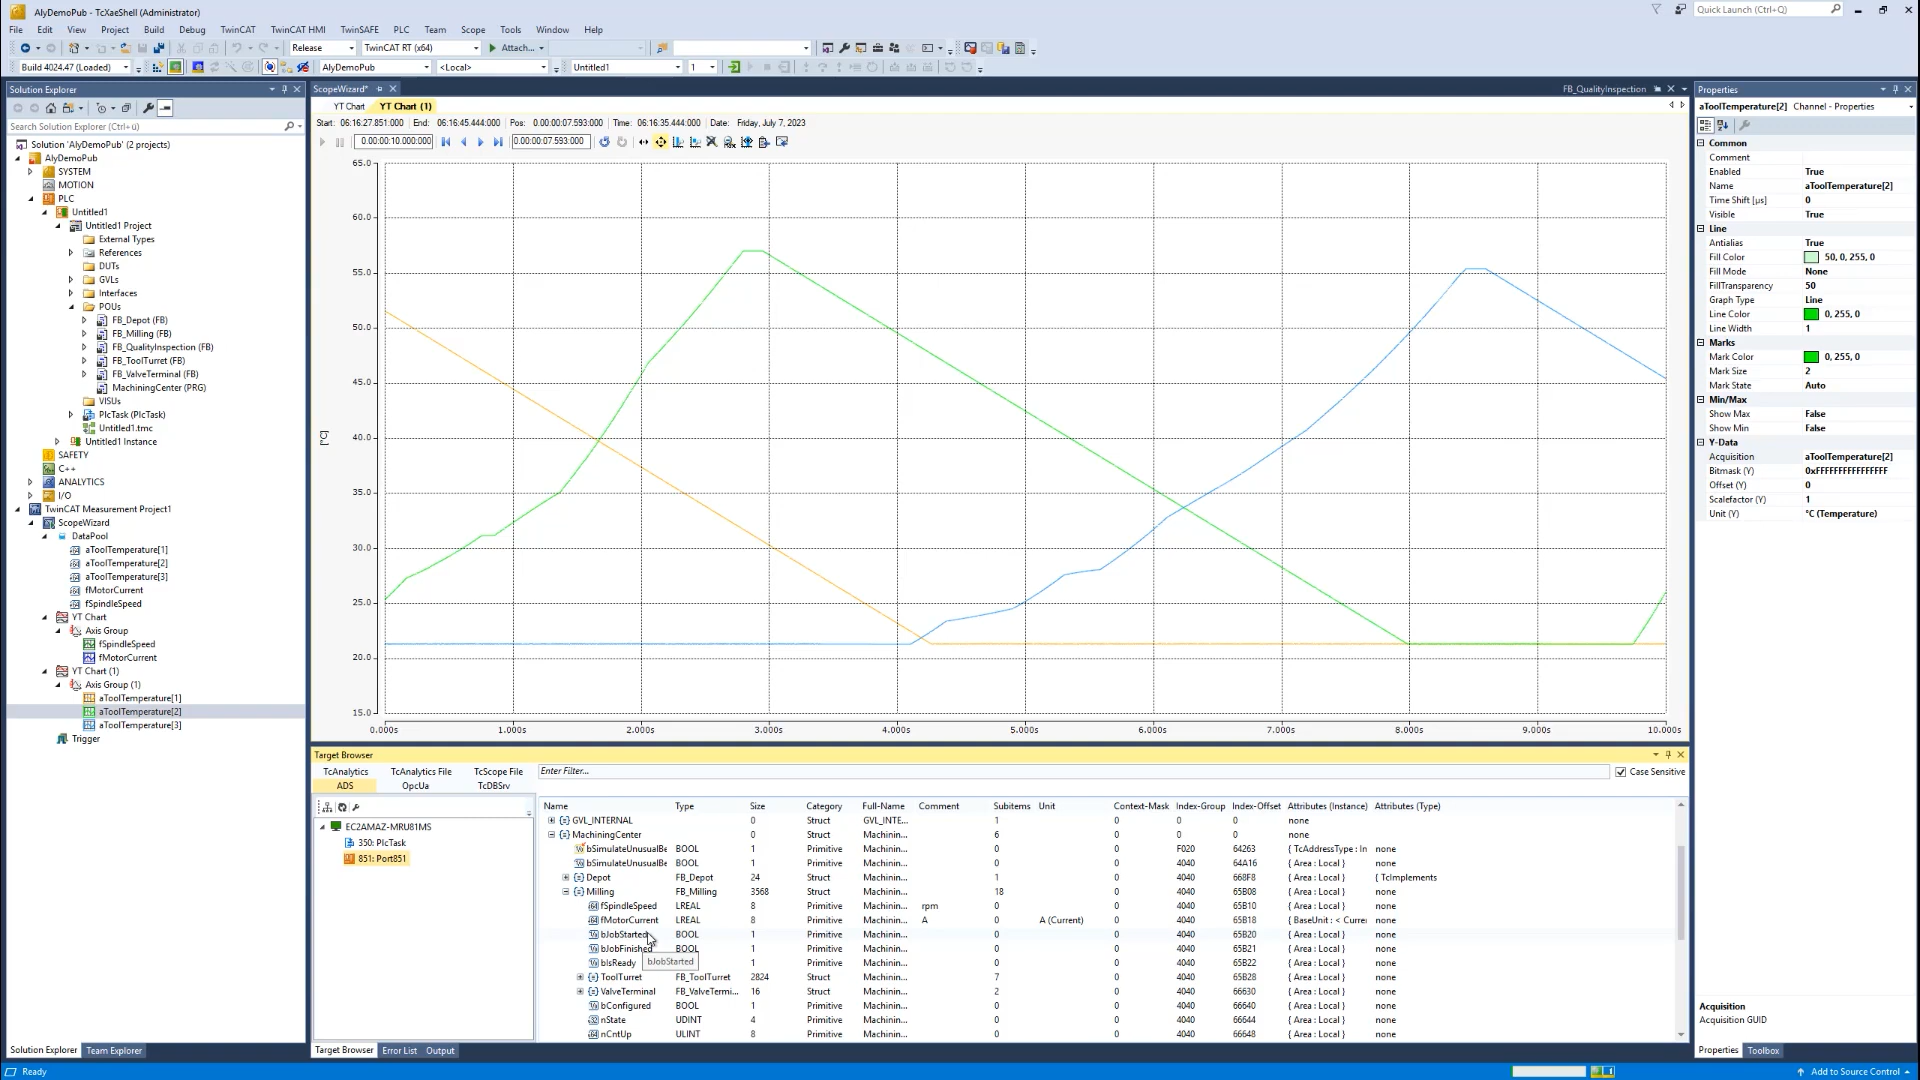 AlyDemoPub - TcXaeShell (Administrator)
Quick Launch (Ctrl+Q)
File Edit View Project Build Debug TwinCAT TwinCAT HMI TwinSAFE PLC Team Scope Tools Window Help
Release TwinCAT RT (x64) Attach...
Build 4024.47 (Loaded) AlyDemoPub <Local> Untitled1 1
Solution Explorer
Search Solution Explorer (Ctrl+ü)
Solution 'AlyDemoPub' (2 projects)
AlyDemoPub
SYSTEM
MOTION
PLC
Untitled1
Untitled1 Project
External Types
References
DUTs
GVLs
Interfaces
POUs
FB_Depot (FB)
FB_Milling (FB)
FB_QualityInspection (FB)
FB_ToolTurret (FB)
FB_ValveTerminal (FB)
MachiningCenter (PRG)
VISUs
PlcTask (PlcTask)
Untitled1.tmc
Untitled1 Instance
SAFETY
C++
ANALYTICS
I/O
TwinCAT Measurement Project1
ScopeWizard
DataPool
aToolTemperature[1]
aToolTemperature[2]
aToolTemperature[3]
fMotorCurrent
fSpindleSpeed
YT Chart
Axis Group
fSpindleSpeed
fMotorCurrent
YT Chart (1)
Axis Group (1)
aToolTemperature[1]
aToolTemperature[2]
aToolTemperature[3]
Trigger
Solution Explorer Team Explorer
ScopeWizard* FB_QualityInspection
YT Chart YT Chart (1)
Start: 06:16:27.851:000 End: 06:16:45.444:000 Pos: 0.00:00:07.593:000 Time: 06:16:35.444:000 Date: Friday, July 7, 2023
0.00:00:10.000:000 0.00:00:07.593:000
65.0
60.0
55.0
50.0
45.0
40.0
[°C]
35.0
30.0
25.0
20.0
15.0
0.000s 1.000s 2.000s 3.000s 4.000s 5.000s 6.000s 7.000s 8.000s 9.000s 10.000s
Target Browser
TcAnalytics TcAnalytics File TcScope File Enter Filter... Case Sensitive
ADS OpcUa TcDBSrv
EC2AMAZ-MRU81MS
350: PlcTask
851: Port851
Name Type Size Category Full-Name Comment Subitems Unit Context-Mask Index-Group Index-Offset Attributes (Instance) Attributes (Type)
GVL_INTERNAL 0 Struct GVL_INTE... 1 0 0 0 none
MachiningCenter 0 Struct Machinin... 6 0 0 0 none
bSimulateUnusualBe BOOL 1 Primitive Machinin... 0 0 F020 64263 { TcAddressType : In none
bSimulateUnusualBe BOOL 1 Primitive Machinin... 0 0 4040 64A16 { Area : Local } none
Depot FB_Depot 24 Struct Machinin... 1 0 4040 668F8 { Area : Local } { TcImplements
Milling FB_Milling 3568 Struct Machinin... 18 0 4040 65B08 { Area : Local } none
fSpindleSpeed LREAL 8 Primitive Machinin... rpm 0 0 4040 65B10 { Area : Local } none
fMotorCurrent LREAL 8 Primitive Machinin... A 0 A (Current) 0 4040 65B18 { BaseUnit : < Curre none
bJobStarted BOOL 1 Primitive Machinin... 0 0 4040 65B20 { Area : Local } none
bJobFinished BOOL 1 Primitive Machinin... 0 0 4040 65B21 { Area : Local } none
bIsReady bJobStarted 1 Primitive Machinin... 0 0 4040 65B22 { Area : Local } none
ToolTurret FB_ToolTurret 2824 Struct Machinin... 7 0 4040 65B28 { Area : Local } none
ValveTerminal FB_ValveTermi... 16 Struct Machinin... 2 0 4040 66630 { Area : Local } none
bConfigured BOOL 1 Primitive Machinin... 0 0 4040 66640 { Area : Local } none
nState UDINT 4 Primitive Machinin... 0 0 4040 66644 { Area : Local } none
nCntUp ULINT 8 Primitive Machinin... 0 0 4040 66648 { Area : Local } none
Target Browser Error List Output
Properties
aToolTemperature[2] Channel - Properties
Common
Comment
Enabled True
Name aToolTemperature[2]
Time Shift [µs] 0
Visible True
Line
Antialias True
Fill Color 50, 0, 255, 0
Fill Mode None
FillTransparency 50
Graph Type Line
Line Color 0, 255, 0
Line Width 1
Marks
Mark Color 0, 255, 0
Mark Size 2
Mark State Auto
Min/Max
Show Max False
Show Min False
Y-Data
Acquisition aToolTemperature[2]
Bitmask (Y) 0xFFFFFFFFFFFFFFFF
Offset (Y) 0
Scalefactor (Y) 1
Unit (Y) °C (Temperature)
Acquisition
Acquisition GUID
Properties Toolbox
Ready
Add to Source Control